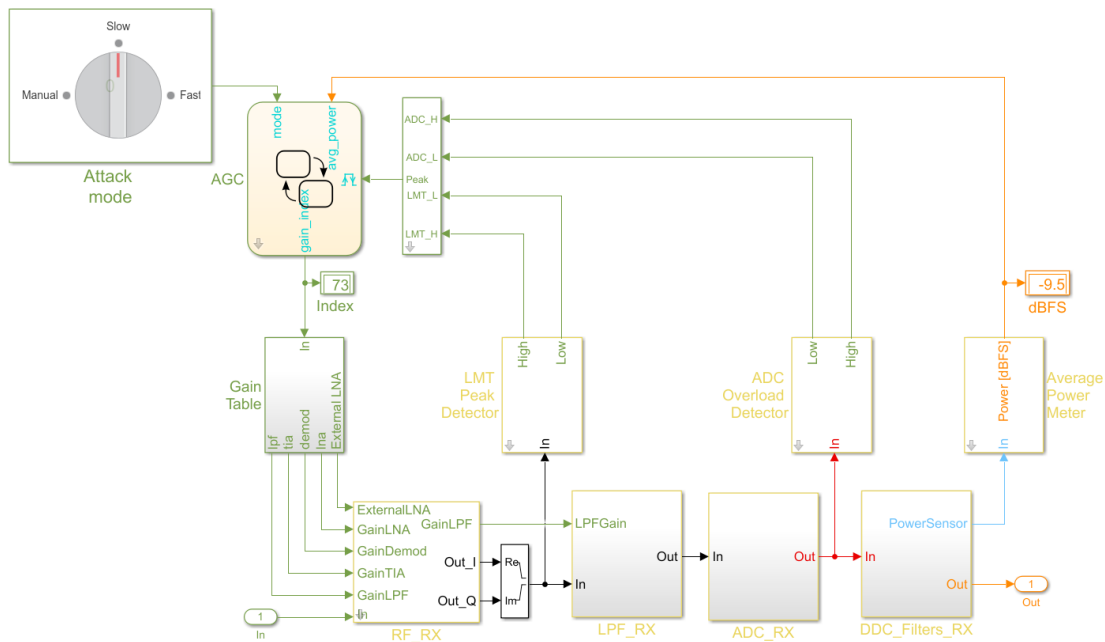 Slow
Manual
Fast
Attack
mode
AGC
mode
avg_power
gain_index
ADC_H
ADC_L
Peak
LMT_L
LMT_H
73
Index
-9.5
dBFS
Gain
Table
In
lpf
tia
demod
lna
External LNA
LMT
Peak
Detector
High
Low
In
ADC
Overload
Detector
Low
High
In
Power [dBFS]
In
Average
Power
Meter
ExternalLNA
GainLNA
GainDemod
GainTIA
GainLPF
In
GainLPF
Out_I
Out_Q
RF_RX
1
In
Re
Im
LPFGain
In
Out
LPF_RX
In
Out
ADC_RX
In
PowerSensor
Out
DDC_Filters_RX
1
Out